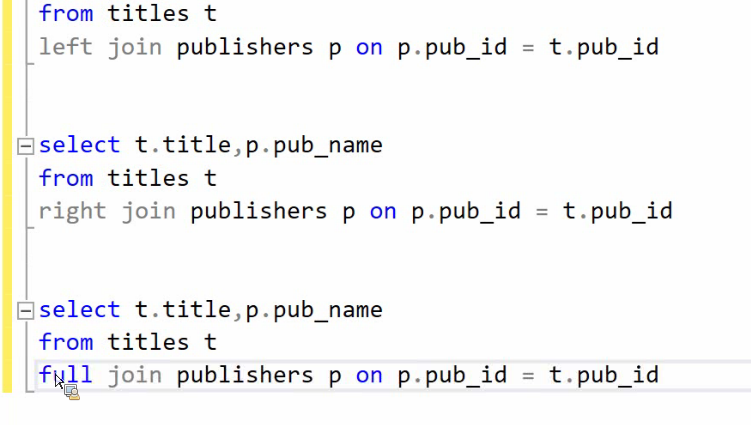 from titles t
left join publishers p on p.pub_id = t.pub_id
select t.title,p.pub_name
from titles t
right join publishers p on p.pub_id = t.pub_id
select t.title,p.pub_name
from titles t
full join publishers p on p.pub_id = t.pub_id